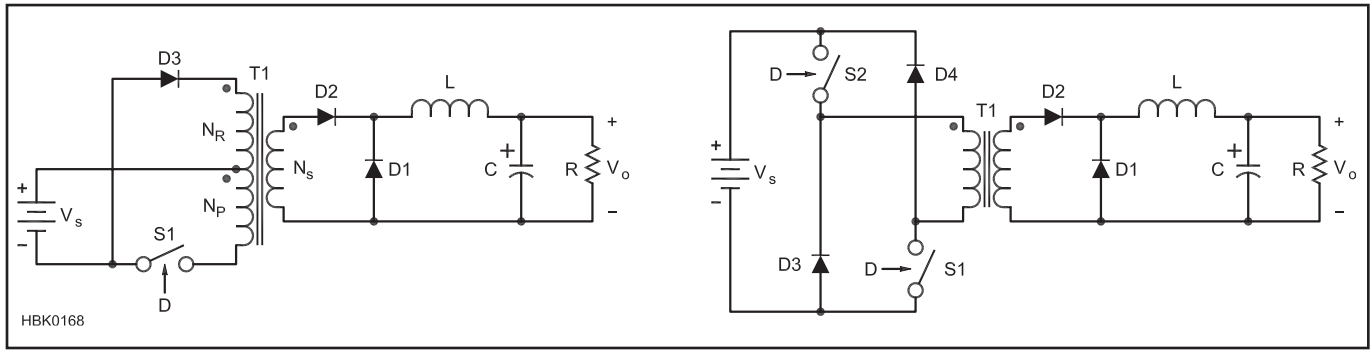 D3
T1
N_R
N_P
N_s
D2
L
D1
C
+
R
+
V_o
−
+
V_s
−
S1
D
HBK0168
D
S2
D4
T1
D2
L
D1
C
+
R
+
V_o
−
+
V_s
−
D3
D
S1